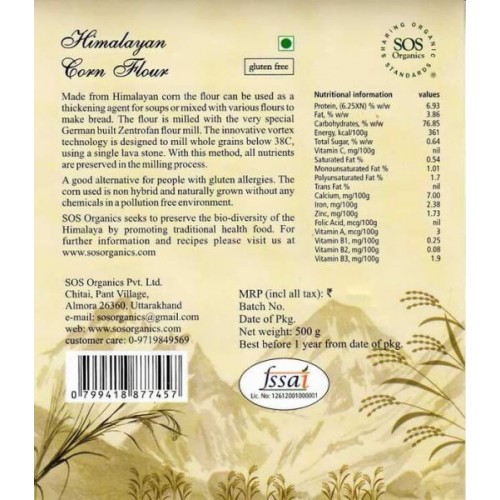 Himalayan
Corn Flour
gluten free
SHARING ORGANIC STANDARDS
SOS
Organics
Made from Himalayan corn the flour can be used as a
thickening agent for soups or mixed with various flours to
make bread. The flour is milled with the very special
German built Zentrofan flour mill. The innovative vortex
technology is designed to mill whole grains below 38C,
using a single lava stone. With this method, all nutrients
are preserved in the milling process.
A good alternative for people with gluten allergies. The
corn used is non hybrid and naturally grown without any
chemicals in a pollution free environment.
SOS Organics seeks to preserve the bio-diversity of the
Himalaya by promoting traditional health food. For
further information and recipes please visit us at
www.sosorganics.com
Nutritional information values
Protein, (6.25XN) % w/w 6.93
Fat, % w/w 3.86
Carbohydrates, % w/w 76.85
Energy, kcal/100g 361
Total Sugar, % w/w 0.64
Vitamin C, mg/100g nil
Saturated Fat % 0.54
Monounsaturated Fat % 1.01
Polyunsaturated Fat % 1.7
Trans Fat % nil
Calcium, mg/100g 7.00
Iron, mg/100g 2.38
Zinc, mg/100g 1.73
Folic Acid, mcg/100g nil
Vitamin A, mcg/100g 3
Vitamin B1, mg/100g 0.25
Vitamin B2, mg/100g 0.08
Vitamin B3, mg/100g 1.9
SOS Organics Pvt. Ltd.
Chitai, Pant Village,
Almora 26360, Uttarakhand
e-mail: sosorganics@gmail.com
web: www.sosorganics.com
customer care: 0-9719849569
0 799418 877457
MRP (incl all tax): ₹
Batch No.
Date of Pkg.
Net weight: 500 g
Best before 1 year from date of pkg.
fssai
Lic. No: 12612001000001